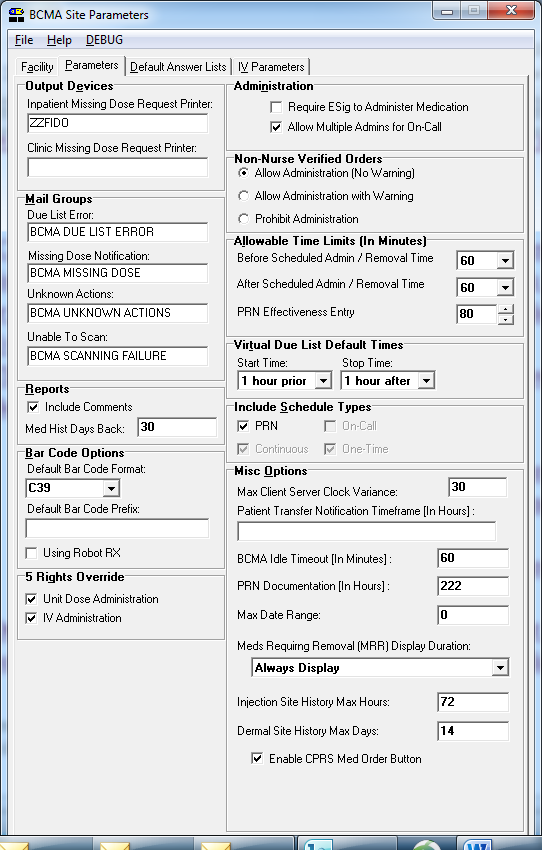 BCMA Site Parameters
File Help DEBUG
Facility Parameters Default Answer Lists IV Parameters
Output Devices
Inpatient Missing Dose Request Printer:
ZZFIDO
Clinic Missing Dose Request Printer:
Mail Groups
Due List Error:
BCMA DUE LIST ERROR
Missing Dose Notification:
BCMA MISSING DOSE
Unknown Actions:
BCMA UNKNOWN ACTIONS
Unable To Scan:
BCMA SCANNING FAILURE
Reports
Include Comments
Med Hist Days Back: 30
Bar Code Options
Default Bar Code Format:
C39
Default Bar Code Prefix:
Using Robot RX
5 Rights Override
Unit Dose Administration
IV Administration
Administration
Require ESig to Administer Medication
Allow Multiple Admins for On-Call
Non-Nurse Verified Orders
Allow Administration (No Warning)
Allow Administration with Warning
Prohibit Administration
Allowable Time Limits (In Minutes)
Before Scheduled Admin / Removal Time 60
After Scheduled Admin / Removal Time 60
PRN Effectiveness Entry 80
Virtual Due List Default Times
Start Time: Stop Time:
1 hour prior 1 hour after
Include Schedule Types
PRN On-Call
Continuous One-Time
Misc Options
Max Client Server Clock Variance: 30
Patient Transfer Notification Timeframe [In Hours] :
BCMA Idle Timeout [In Minutes] : 60
PRN Documentation [In Hours] : 222
Max Date Range: 0
Meds Requiring Removal (MRR) Display Duration:
Always Display
Injection Site History Max Hours: 72
Dermal Site History Max Days: 14
Enable CPRS Med Order Button